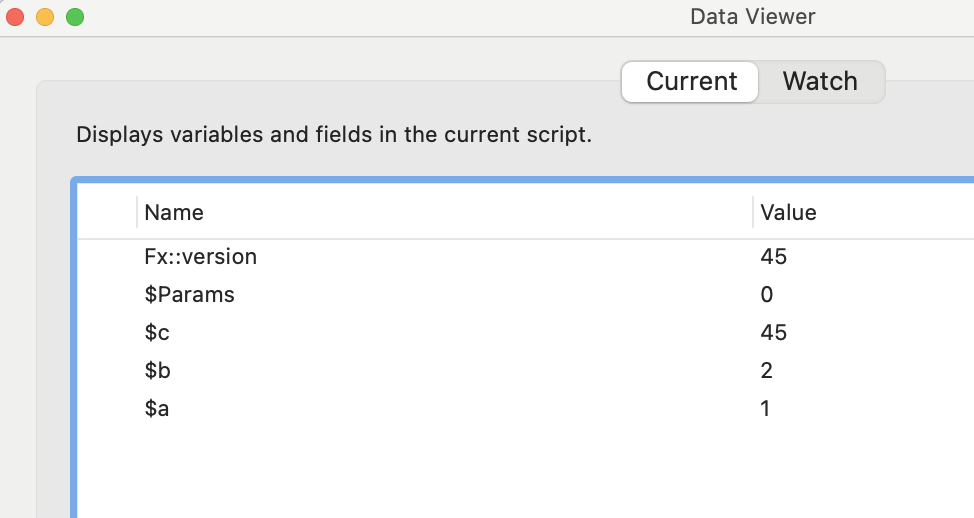 Data Viewer
Current Watch
Displays variables and fields in the current script.
Name Value
Fx::version 45
$Params 0
$c 45
$b 2
$a 1